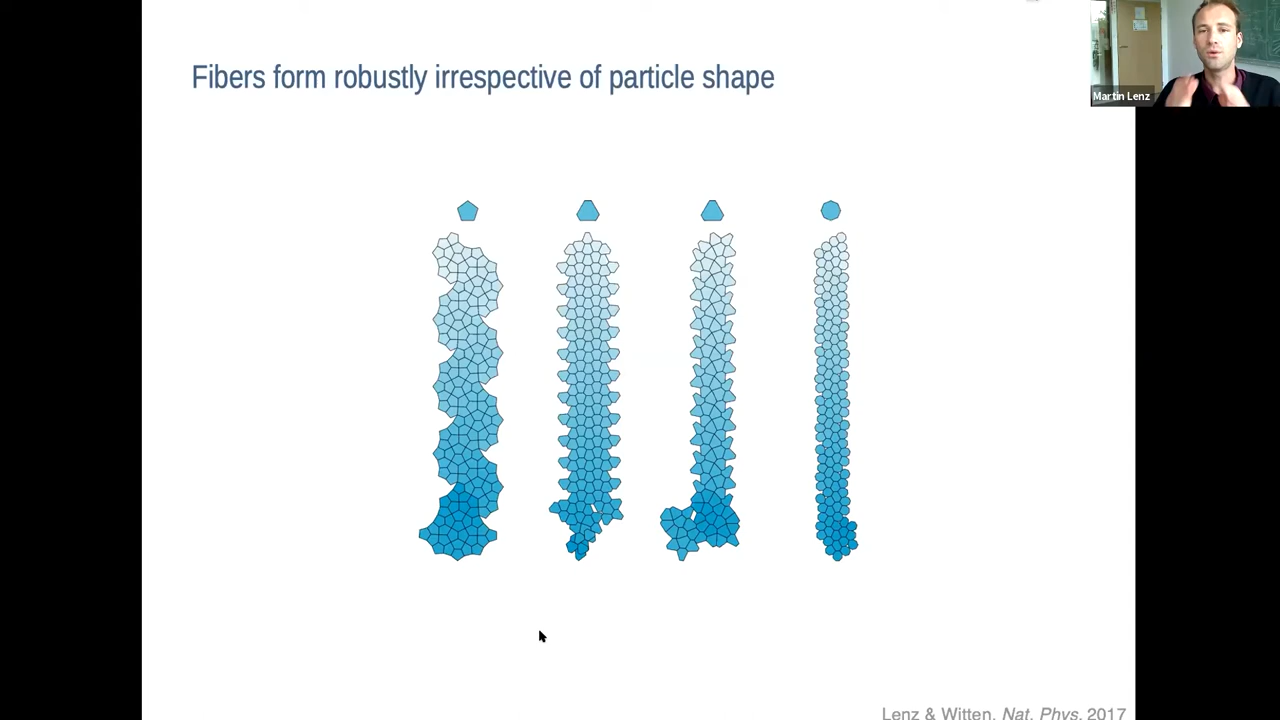 Fibers form robustly irrespective of particle shape
Martin Lenz
Lenz & Witten, Nat. Phys. 2017